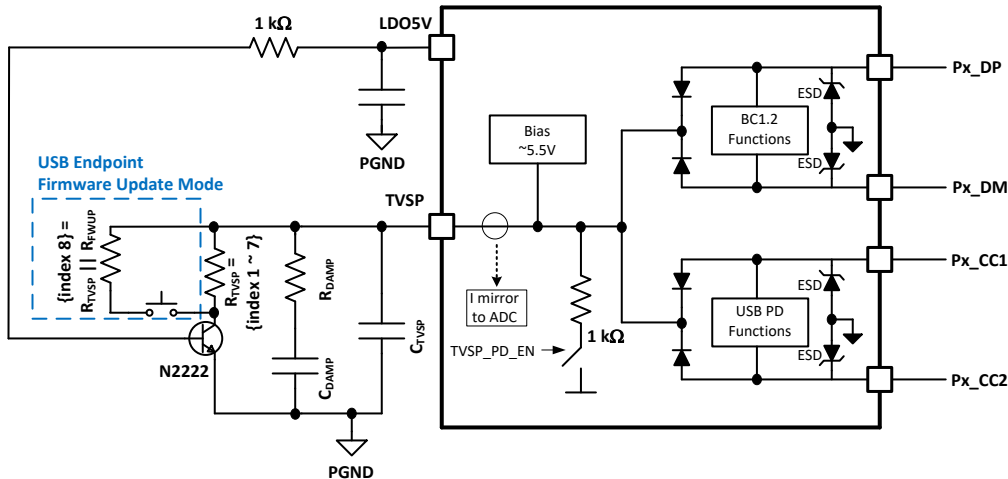 1 kΩ
LDO5V
Px_DP
ESD
BC1.2
Functions
ESD
Bias
~5.5V
PGND
USB Endpoint
Firmware Update Mode
TVSP
Px_DM
{index 8} =
RTVSP || RFWUP
RTVSP =
{index 1 ~ 7}
RDAMP
Px_CC1
ESD
I mirror
to ADC
USB PD
Functions
CTVSP
1 kΩ
TVSP_PD_EN
ESD
N2222
CDAMP
Px_CC2
PGND